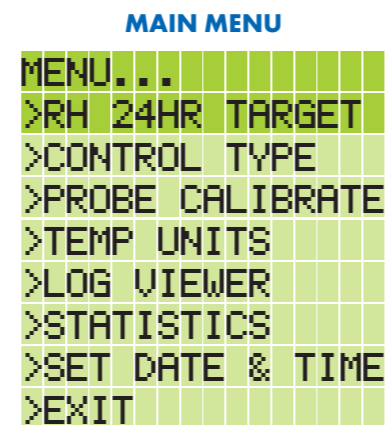 MAIN MENU
MENU...
>RH 24HR TARGET
>CONTROL TYPE
>PROBE CALIBRATE
>TEMP UNITS
>LOG VIEWER
>STATISTICS
>SET DATE & TIME
>EXIT